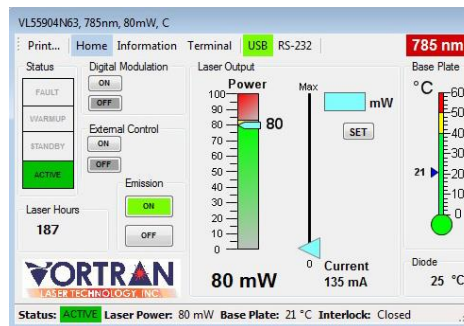 VL55904N63, 785nm, 80mW, C
Print... Home Information Terminal USB RS-232 785 nm
Status Digital Modulation Laser Output Base Plate
FAULT ON Power Max °C 60
WARMUP OFF 100 mW 50
STANDBY External Control 90 SET 40
ACTIVE ON 80 80 30
OFF 70 21 20
Emission 60 10
Laser Hours ON 50 0
187 OFF 40
30
20
10
0 0 Current Diode
VORTRAN 80 mW 135 mA 25 °C
LASER TECHNOLOGY, INC.
Status: ACTIVE Laser Power: 80 mW Base Plate: 21 °C Interlock: Closed